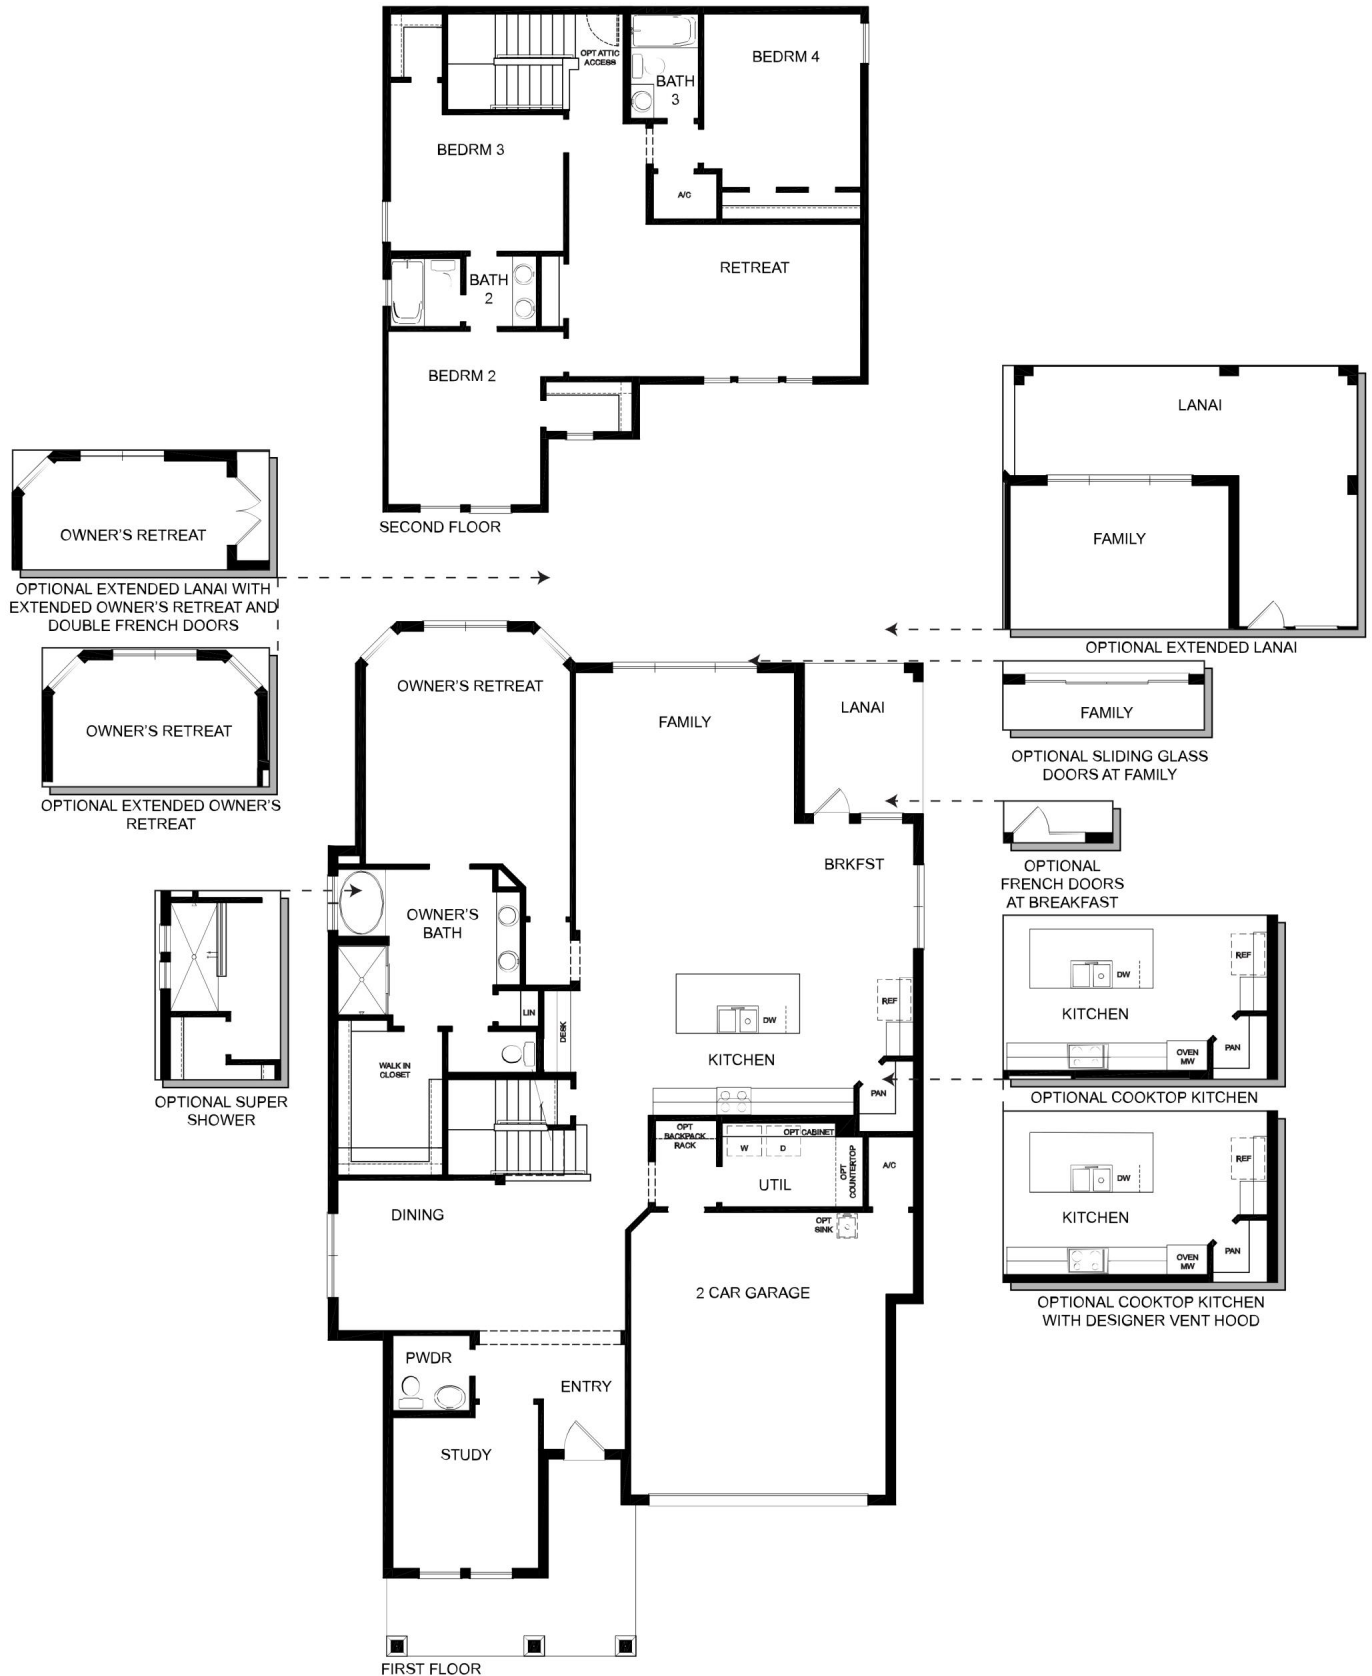 OPT ATTIC
ACCESS
BATH
3
BEDRM 4
BEDRM 3
A/C
BATH
2
RETREAT
BEDRM 2
SECOND FLOOR
OWNER'S RETREAT
OPTIONAL EXTENDED LANAI WITH
EXTENDED OWNER'S RETREAT AND
DOUBLE FRENCH DOORS
OWNER'S RETREAT
OPTIONAL EXTENDED OWNER'S
RETREAT
OPTIONAL SUPER
SHOWER
LANAI
FAMILY
OPTIONAL EXTENDED LANAI
FAMILY
OPTIONAL SLIDING GLASS
DOORS AT FAMILY
OPTIONAL
FRENCH DOORS
AT BREAKFAST
REF
DW
KITCHEN
OVEN
MW
PAN
OPTIONAL COOKTOP KITCHEN
REF
DW
KITCHEN
OVEN
MW
PAN
OPTIONAL COOKTOP KITCHEN
WITH DESIGNER VENT HOOD
OWNER'S RETREAT
FAMILY
LANAI
BRKFST
OWNER'S
BATH
LIN
DESK
REF
DW
KITCHEN
WALK IN
CLOSET
PAN
OPT
BACKPACK
RACK
OPT CABINET
W
D
UTIL
OPT
COUNTERTOP
A/C
DINING
OPT
SINK
2 CAR GARAGE
PWDR
ENTRY
STUDY
FIRST FLOOR